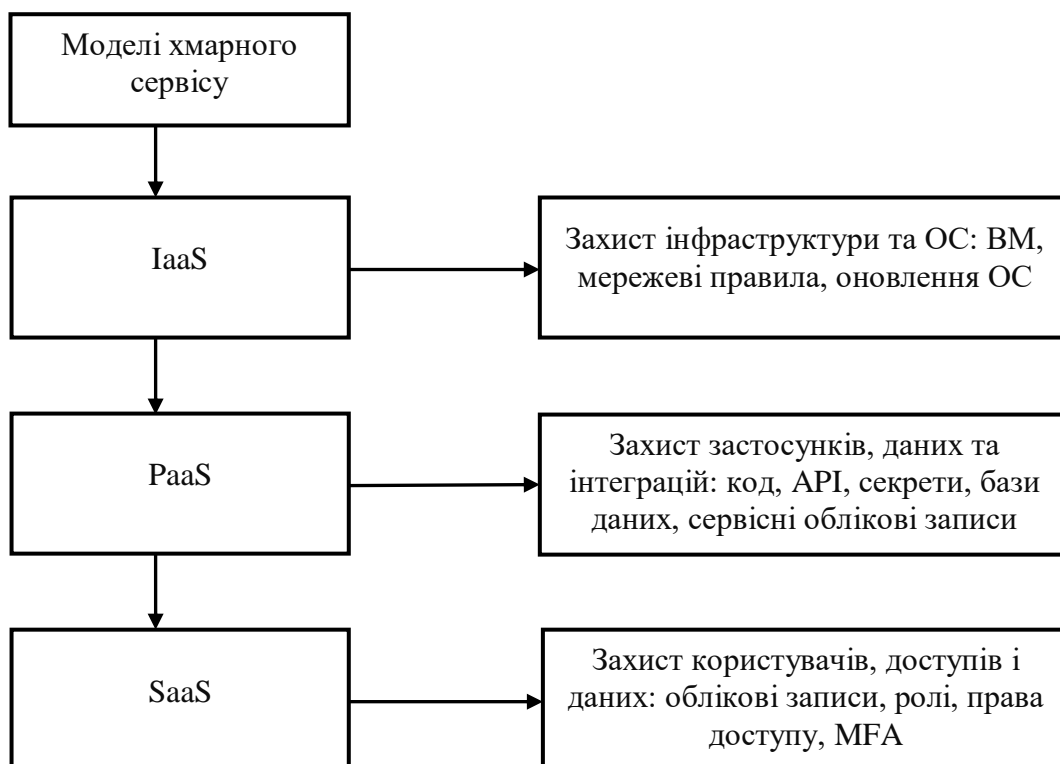 Моделі хмарного
сервісу
IaaS
Захист інфраструктури та ОС: ВМ,
мережеві правила, оновлення ОС
PaaS
Захист застосунків, даних та
інтеграцій: код, API, секрети, бази
даних, сервісні облікові записи
SaaS
Захист користувачів, доступів і
даних: облікові записи, ролі, права
доступу, MFA